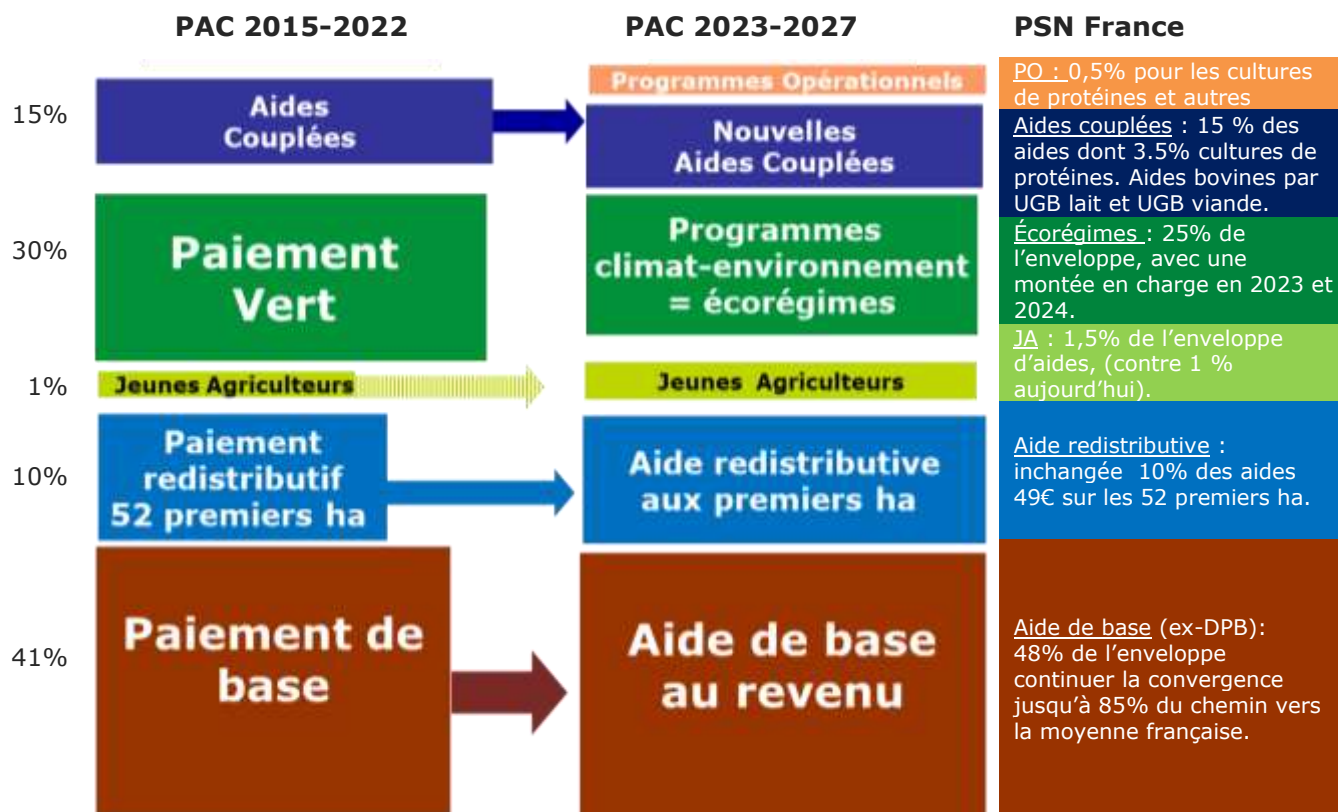 PAC 2015-2022
PAC 2023-2027
PSN France
15%
Aides
Couplées
Programmes Opérationnels
Nouvelles
Aides Couplées
PO : 0,5% pour les cultures
de protéines et autres
Aides couplées : 15 % des
aides dont 3.5% cultures de
protéines. Aides bovines par
UGB lait et UGB viande.
30%
Paiement
Vert
Programmes
climat-environnement
= écorégimes
Écorégimes : 25% de
l’enveloppe, avec une
montée en charge en 2023 et
2024.
1%
Jeunes Agriculteurs
Jeunes Agriculteurs
JA : 1,5% de l’enveloppe
d’aides, (contre 1 %
aujourd’hui).
10%
Paiement
redistributif
52 premiers ha
Aide redistributive
aux premiers ha
Aide redistributive :
inchangée 10% des aides
49€ sur les 52 premiers ha.
41%
Paiement de
base
Aide de base
au revenu
Aide de base (ex-DPB):
48% de l’enveloppe
continuer la convergence
jusqu’à 85% du chemin vers
la moyenne française.